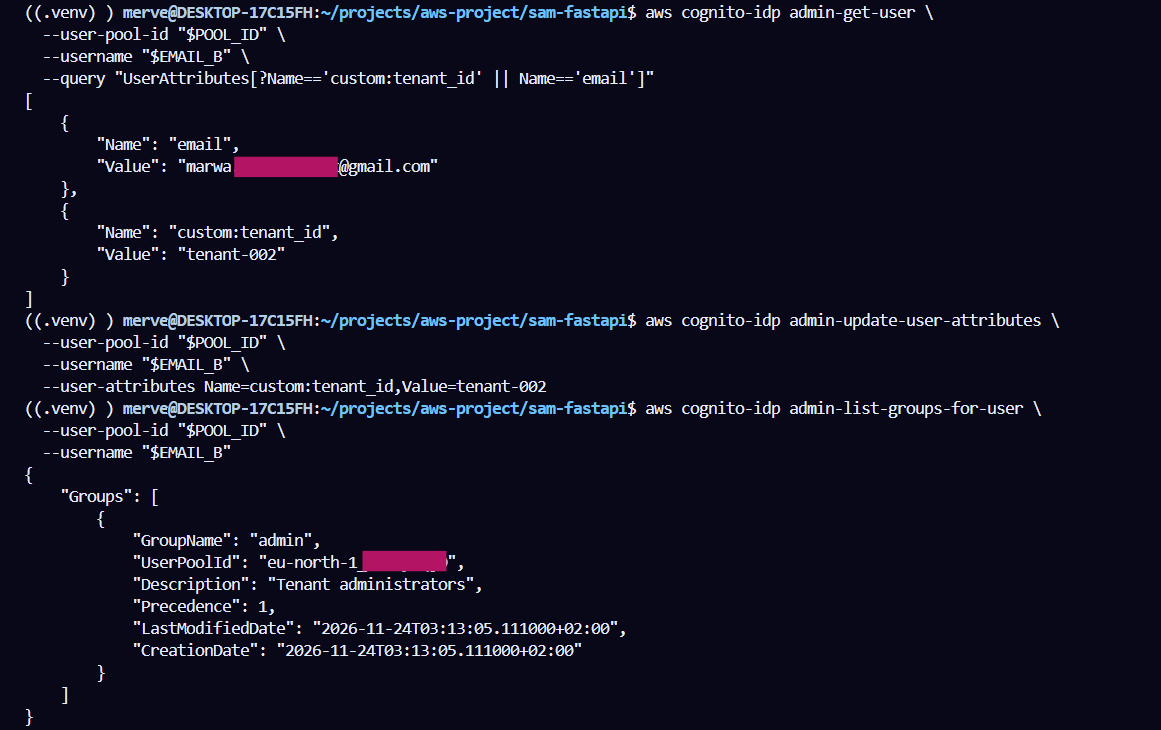 ((.venv) ) merve@DESKTOP-17C15FH:~/projects/aws-project/sam-fastapi$ aws cognito-idp admin-get-user \
  --user-pool-id "$POOL_ID" \
  --username "$EMAIL_B" \
  --query "UserAttributes[?Name=='custom:tenant_id' || Name=='email']"
[
    {
        "Name": "email",
        "Value": "marwa @gmail.com"
    },
    {
        "Name": "custom:tenant_id",
        "Value": "tenant-002"
    }
]
((.venv) ) merve@DESKTOP-17C15FH:~/projects/aws-project/sam-fastapi$ aws cognito-idp admin-update-user-attributes \
  --user-pool-id "$POOL_ID" \
  --username "$EMAIL_B" \
  --user-attributes Name=custom:tenant_id,Value=tenant-002
((.venv) ) merve@DESKTOP-17C15FH:~/projects/aws-project/sam-fastapi$ aws cognito-idp admin-list-groups-for-user \
  --user-pool-id "$POOL_ID" \
  --username "$EMAIL_B"
{
    "Groups": [
        {
            "GroupName": "admin",
            "UserPoolId": "eu-north-1_ ",
            "Description": "Tenant administrators",
            "Precedence": 1,
            "LastModifiedDate": "2026-11-24T03:13:05.111000+02:00",
            "CreationDate": "2026-11-24T03:13:05.111000+02:00"
        }
    ]
}